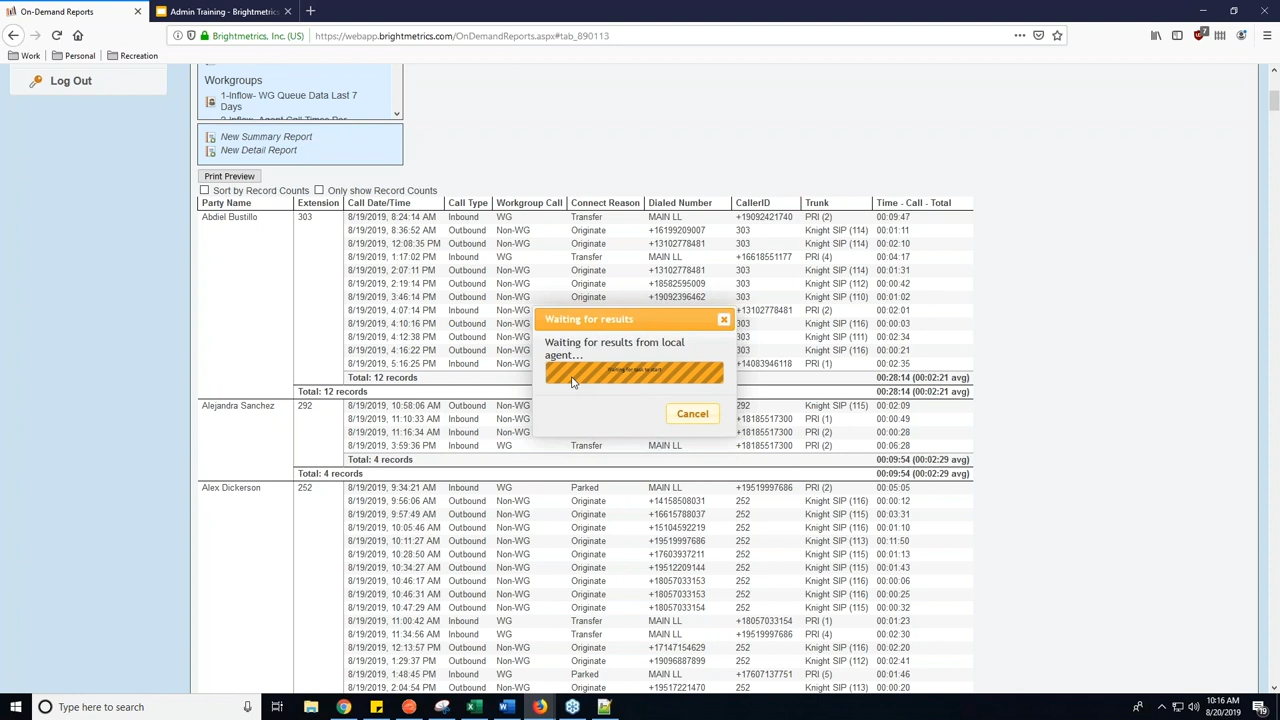 On-Demand Reports
Admin Training - Brightmetrics
Brightmetrics, Inc. (US)
https://webapp.brightmetrics.com/OnDemandReports.aspx#tab_890113
Work Personal Recreation
Log Out
Workgroups
1-Inflow- WG Queue Data Last 7
Days
New Summary Report
New Detail Report
Print Preview
Sort by Record Counts Only show Record Counts
Party Name Extension Call Date/Time Call Type Workgroup Call Connect Reason Dialed Number CallerID Trunk Time - Call - Total
Abdiel Bustillo 303 8/19/2019, 8:24:14 AM Inbound WG Transfer MAIN LL +19092421740 PRI (2) 00:09:47
8/19/2019, 8:36:52 AM Outbound Non-WG Originate +16199209007 303 Knight SIP (114) 00:01:11
8/19/2019, 12:08:35 PM Outbound Non-WG Originate +13102778481 303 Knight SIP (114) 00:02:10
8/19/2019, 1:17:02 PM Inbound WG Transfer MAIN LL +16618551177 PRI (4) 00:04:17
8/19/2019, 2:07:11 PM Outbound Non-WG Originate +13102778481 303 Knight SIP (114) 00:01:31
8/19/2019, 2:19:14 PM Outbound Non-WG Originate +18582595009 303 Knight SIP (114) 00:00:42
8/19/2019, 3:46:14 PM Outbound Non-WG Originate +19092396462 303 Knight SIP (110) 00:01:02
8/19/2019, 4:07:14 PM Inbound Non-WG +13102778481 PRI (2) 00:02:01
8/19/2019, 4:10:16 PM Outbound Non-WG 303 Knight SIP (116) 00:00:03
8/19/2019, 4:12:38 PM Outbound Non-WG 303 Knight SIP (111) 00:02:34
8/19/2019, 4:16:22 PM Outbound Non-WG 303 Knight SIP (116) 00:00:21
8/19/2019, 5:16:25 PM Inbound Non-WG +14083946118 PRI (1) 00:02:35
Total: 12 records 00:28:14 (00:02:21 avg)
Total: 12 records 00:28:14 (00:02:21 avg)
Waiting for results
Waiting for results from local
agent...
Waiting for task to start
Cancel
Alejandra Sanchez 292 8/19/2019, 10:58:06 AM Outbound Non-WG 292 Knight SIP (115) 00:02:09
8/19/2019, 11:10:33 AM Inbound Non-WG +18185517300 PRI (1) 00:00:49
8/19/2019, 11:16:34 AM Inbound Non-WG +18185517300 PRI (2) 00:00:28
8/19/2019, 3:59:36 PM Inbound WG Transfer MAIN LL +18185517300 PRI (1) 00:06:28
Total: 4 records 00:09:54 (00:02:29 avg)
Total: 4 records 00:09:54 (00:02:29 avg)
Alex Dickerson 252 8/19/2019, 9:34:21 AM Inbound WG Parked MAIN LL +19519997686 PRI (2) 00:05:05
8/19/2019, 9:56:06 AM Outbound Non-WG Originate +14158508031 252 Knight SIP (116) 00:00:12
8/19/2019, 9:57:49 AM Outbound Non-WG Originate +16615788037 252 Knight SIP (116) 00:03:31
8/19/2019, 10:05:46 AM Outbound Non-WG Originate +15104592219 252 Knight SIP (116) 00:01:10
8/19/2019, 10:11:27 AM Outbound Non-WG Originate +19519997686 252 Knight SIP (113) 00:11:50
8/19/2019, 10:28:50 AM Outbound Non-WG Originate +17603937211 252 Knight SIP (115) 00:01:13
8/19/2019, 10:34:27 AM Outbound Non-WG Originate +19512209144 252 Knight SIP (115) 00:01:43
8/19/2019, 10:46:17 AM Outbound Non-WG Originate +18057033153 252 Knight SIP (116) 00:00:06
8/19/2019, 10:46:31 AM Outbound Non-WG Originate +18057033153 252 Knight SIP (116) 00:00:25
8/19/2019, 10:47:29 AM Outbound Non-WG Originate +18057033154 252 Knight SIP (115) 00:00:32
8/19/2019, 11:00:42 AM Inbound WG Transfer MAIN LL +18057033154 PRI (1) 00:01:23
8/19/2019, 11:34:56 AM Inbound WG Transfer MAIN LL +19519997686 PRI (4) 00:02:30
8/19/2019, 12:13:57 PM Outbound Non-WG Originate +17147154629 252 Knight SIP (116) 00:02:20
8/19/2019, 1:29:37 PM Outbound Non-WG Originate +19096887899 252 Knight SIP (112) 00:02:41
8/19/2019, 1:48:45 PM Inbound WG Parked MAIN LL +17607137751 PRI (5) 00:01:46
8/19/2019, 2:04:54 PM Outbound Non-WG Originate +19517221470 252 Knight SIP (113) 00:00:20
Type here to search
10:16 AM
8/20/2019
19